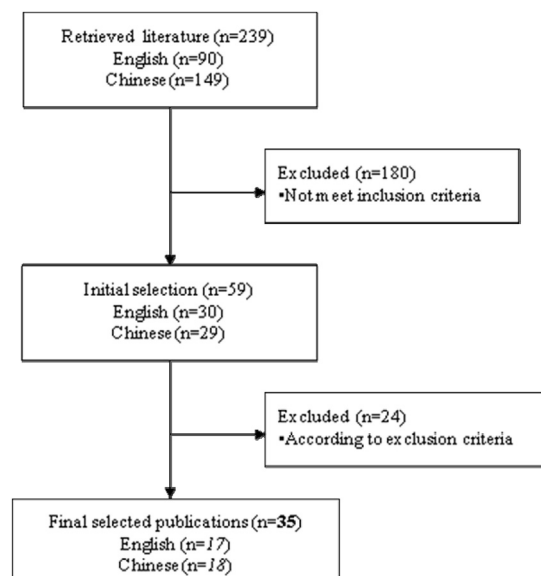 Retrieved literature (n=239)
English (n=90)
Chinese (n=149)
Excluded (n=180)
▪Not meet inclusion criteria
Initial selection (n=59)
English (n=30)
Chinese (n=29)
Excluded (n=24)
▪According to exclusion criteria
Final selected publications (n=35)
English (n=17)
Chinese (n=18)